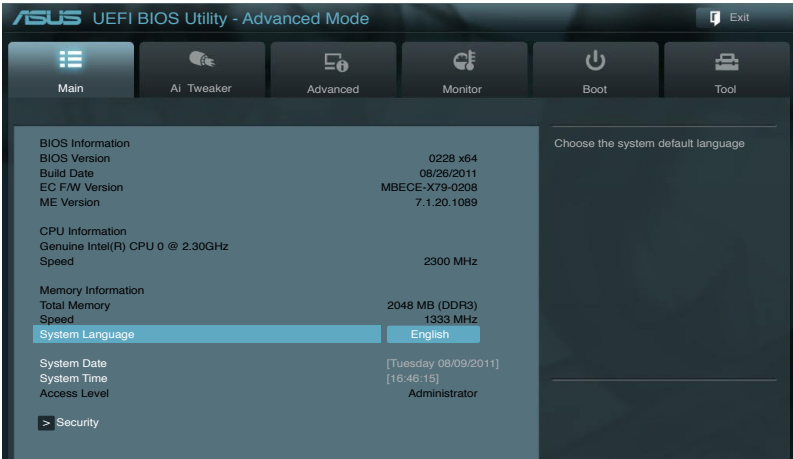 ASUS UEFI BIOS Utility - Advanced Mode Exit
Main Ai Tweaker Advanced Monitor Boot Tool
BIOS Information
BIOS Version 0228 x64
Build Date 08/26/2011
EC F/W Version MBECE-X79-0208
ME Version 7.1.20.1089
CPU Information
Genuine Intel(R) CPU 0 @ 2.30GHz
Speed 2300 MHz
Memory Information
Total Memory 2048 MB (DDR3)
Speed 1333 MHz
System Language English
System Date [Tuesday 08/09/2011]
System Time [16:46:15]
Access Level Administrator
> Security
Choose the system default language